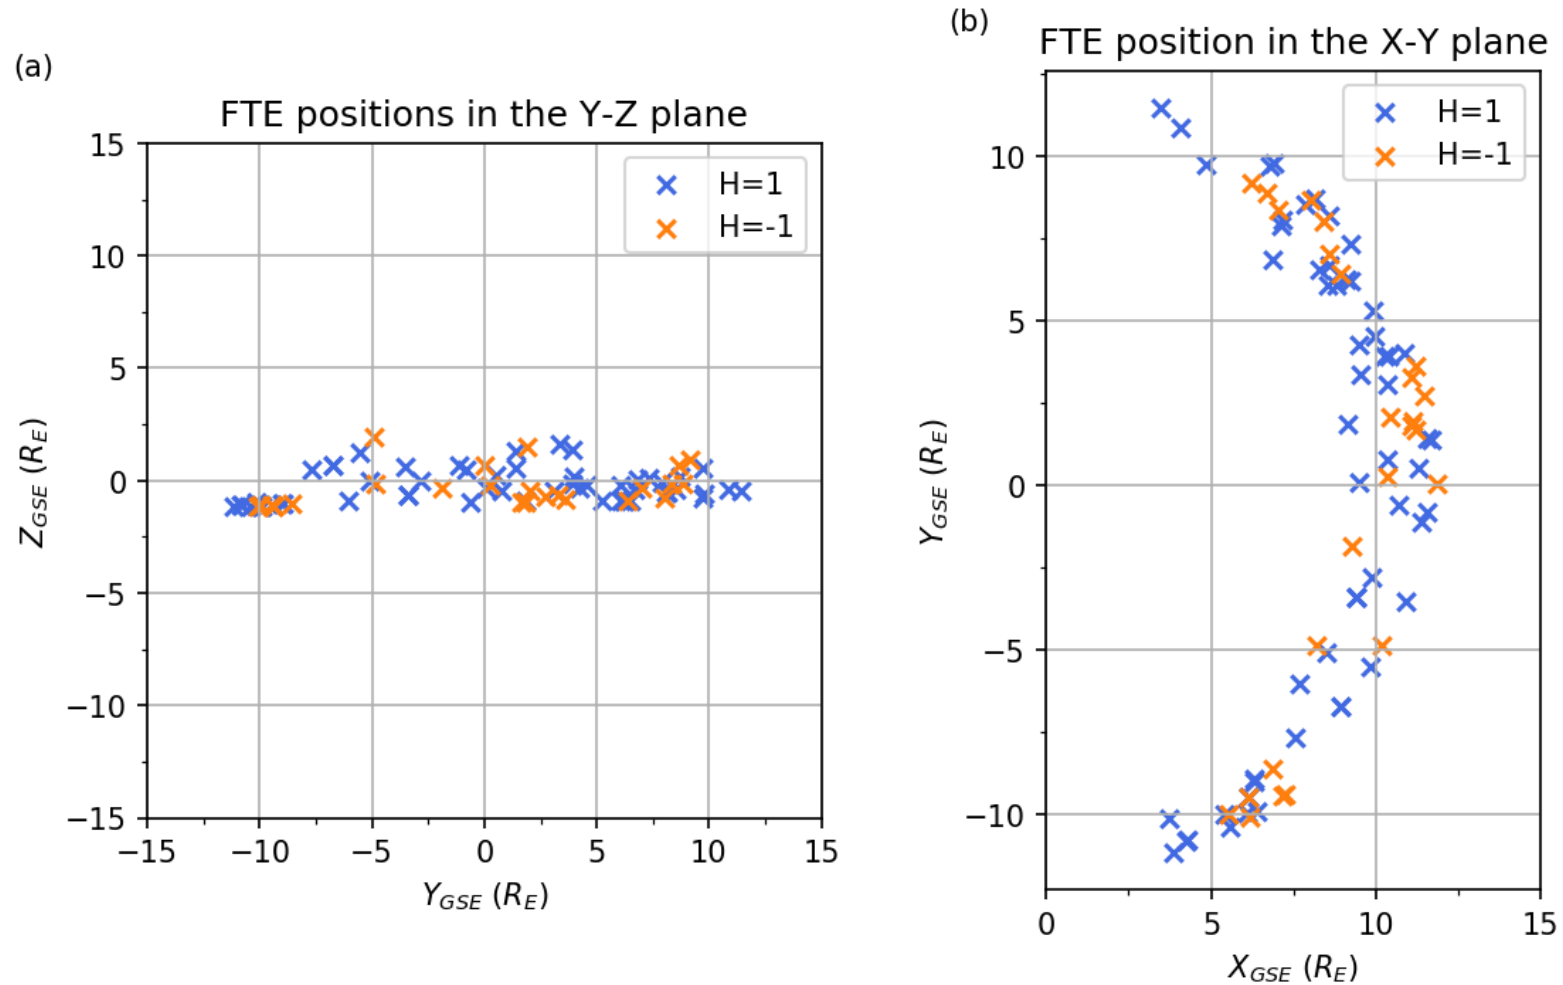 (a)
FTE positions in the Y-Z plane
H=1
H=-1
15
10
5
0
−5
−10
−15
Z_GSE (R_E)
−15 −10 −5 0 5 10 15
Y_GSE (R_E)
(b)
FTE position in the X-Y plane
H=1
H=-1
10
5
0
−5
−10
Y_GSE (R_E)
0 5 10 15
X_GSE (R_E)